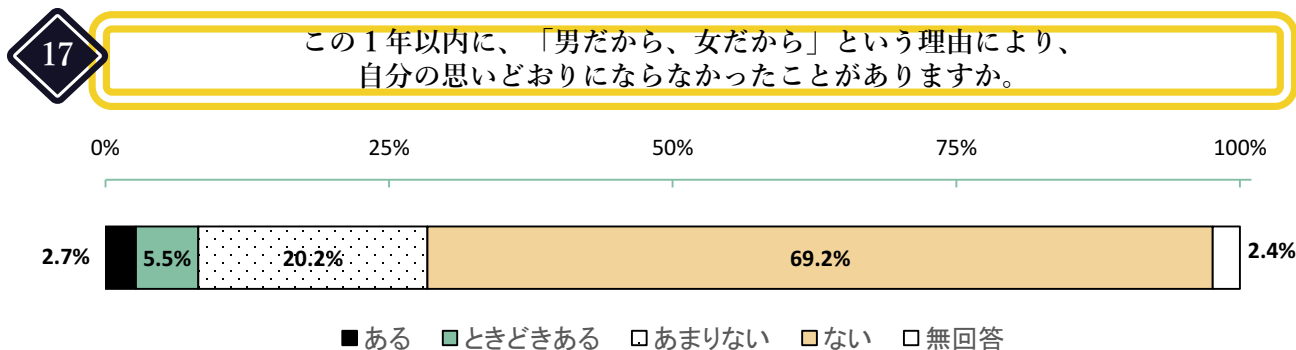 17
この１年以内に、「男だから、女だから」という理由により、
自分の思いどおりにならなかったことがありますか。
0% 25% 50% 75% 100%
2.7% 5.5% 20.2% 69.2% 2.4%
ある ときどきある あまりない ない 無回答